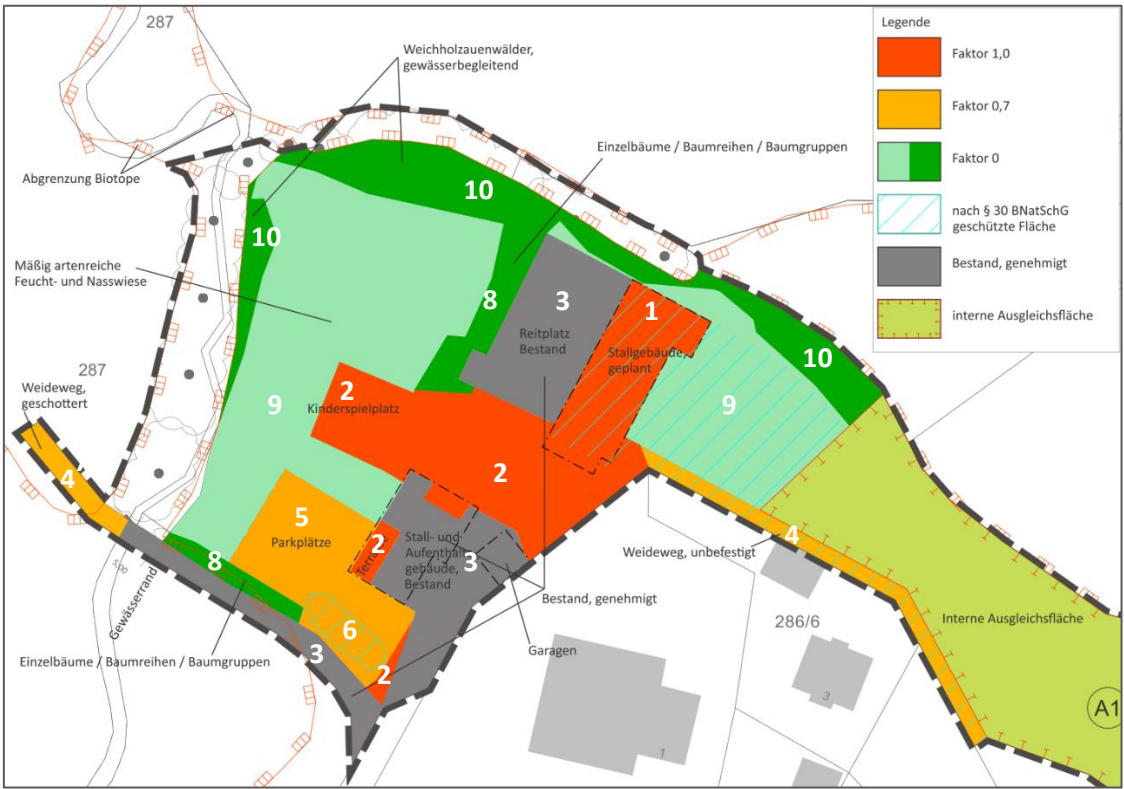 287
Weichholzauenwälder,
gewässerbegleitend
Legende
Faktor 1,0
Faktor 0,7
Faktor 0
nach § 30 BNatSchG
geschützte Fläche
Bestand, genehmigt
interne Ausgleichsfläche
Einzelbäume / Baumreihen / Baumgruppen
Abgrenzung Biotope
10
10
Mäßig artenreiche
Feucht- und Nasswiese
8
3
1
Reitplatz
Bestand
Stallgebäude,
geplant
10
287
Weideweg,
geschottert
2
Kinderspielplatz
9
9
4
2
5
Parkplätze
2
Terrasse
Stall- und
Aufenthalt
gebäude,
Bestand
3
4
Weideweg, unbefestigt
500
Gewässerrand
8
Bestand, genehmigt
286/6
Interne Ausgleichsfläche
6
Einzelbäume / Baumreihen / Baumgruppen
3
2
Garagen
3
A1
1